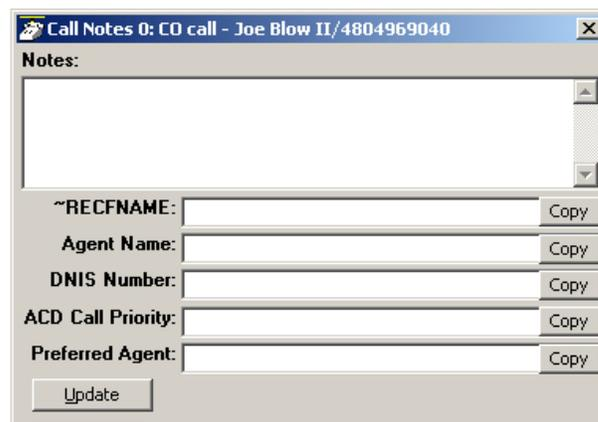 Call Notes 0: CO call - Joe Blow II/4804969040
Notes:
~RECFNAME: Copy
Agent Name: Copy
DNIS Number: Copy
ACD Call Priority: Copy
Preferred Agent: Copy
Update